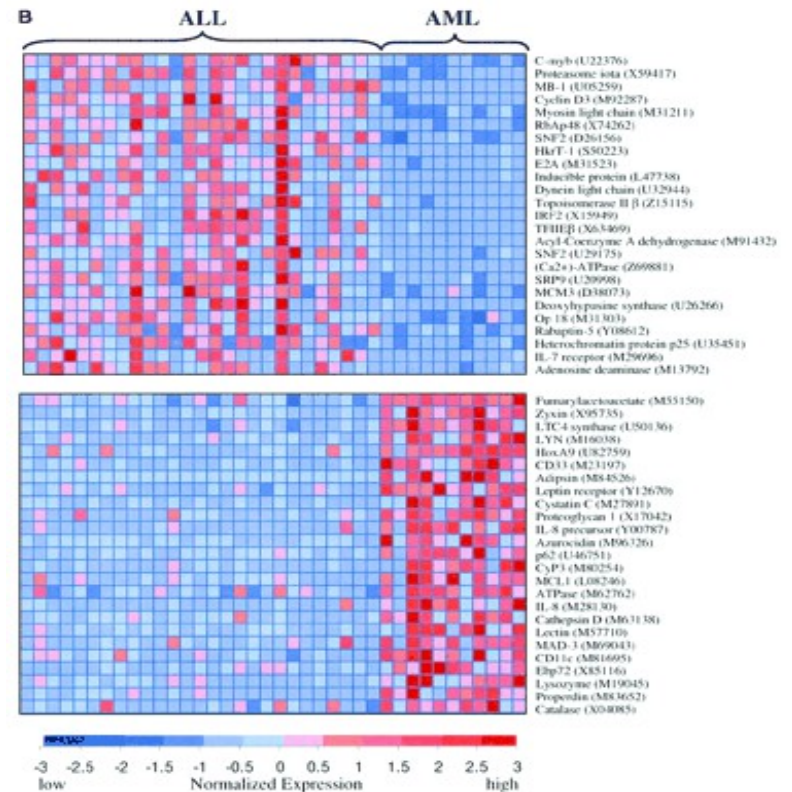 B
ALL AML
C-myb (U22376)
Proteasome iota (X59417)
MB-1 (U05259)
Cyclin D3 (M92287)
Myosin light chain (M31211)
RbAp48 (X74262)
SNF2 (D26156)
HkrT-1 (S50223)
E2A (M31523)
Inducible protein (L47738)
Dynein light chain (U32944)
Topoisomerase II β (Z15115)
IRF2 (X15949)
TFIIEβ (X63469)
Acyl-Coenzyme A dehydrogenase (M91432)
SNF2 (U29175)
(Ca2+)-ATPase (Z69881)
SRP9 (U20998)
MCM3 (D38073)
Deoxyhypusine synthase (U26266)
Op 18 (M31303)
Rabaptin-5 (Y08612)
Heterochromatin protein p25 (U35451)
IL-7 receptor (M29696)
Adenosine deaminase (M13792)
Fumarylacetoacetate (M55150)
Zyxin (X95735)
LTC4 synthase (U50136)
LYN (M16038)
HoxA9 (U82759)
CD33 (M23197)
Adipsin (M84526)
Leptin receptor (Y12670)
Cystatin C (M27891)
Proteoglycan 1 (X17042)
IL-8 precursor (Y00787)
Azurocidin (M96326)
p62 (U46751)
CyP3 (M80254)
MCL1 (L08246)
ATPase (M62762)
IL-8 (M28130)
Cathepsin D (M63138)
Lectin (M57710)
MAD-3 (M69043)
CD11c (M81695)
Ebp72 (X85116)
Lysozyme (M19045)
Properdin (M83652)
Catalase (X04085)
-3 -2.5 -2 -1.5 -1 -0.5 0 0.5 1 1.5 2 2.5 3
low Normalized Expression high